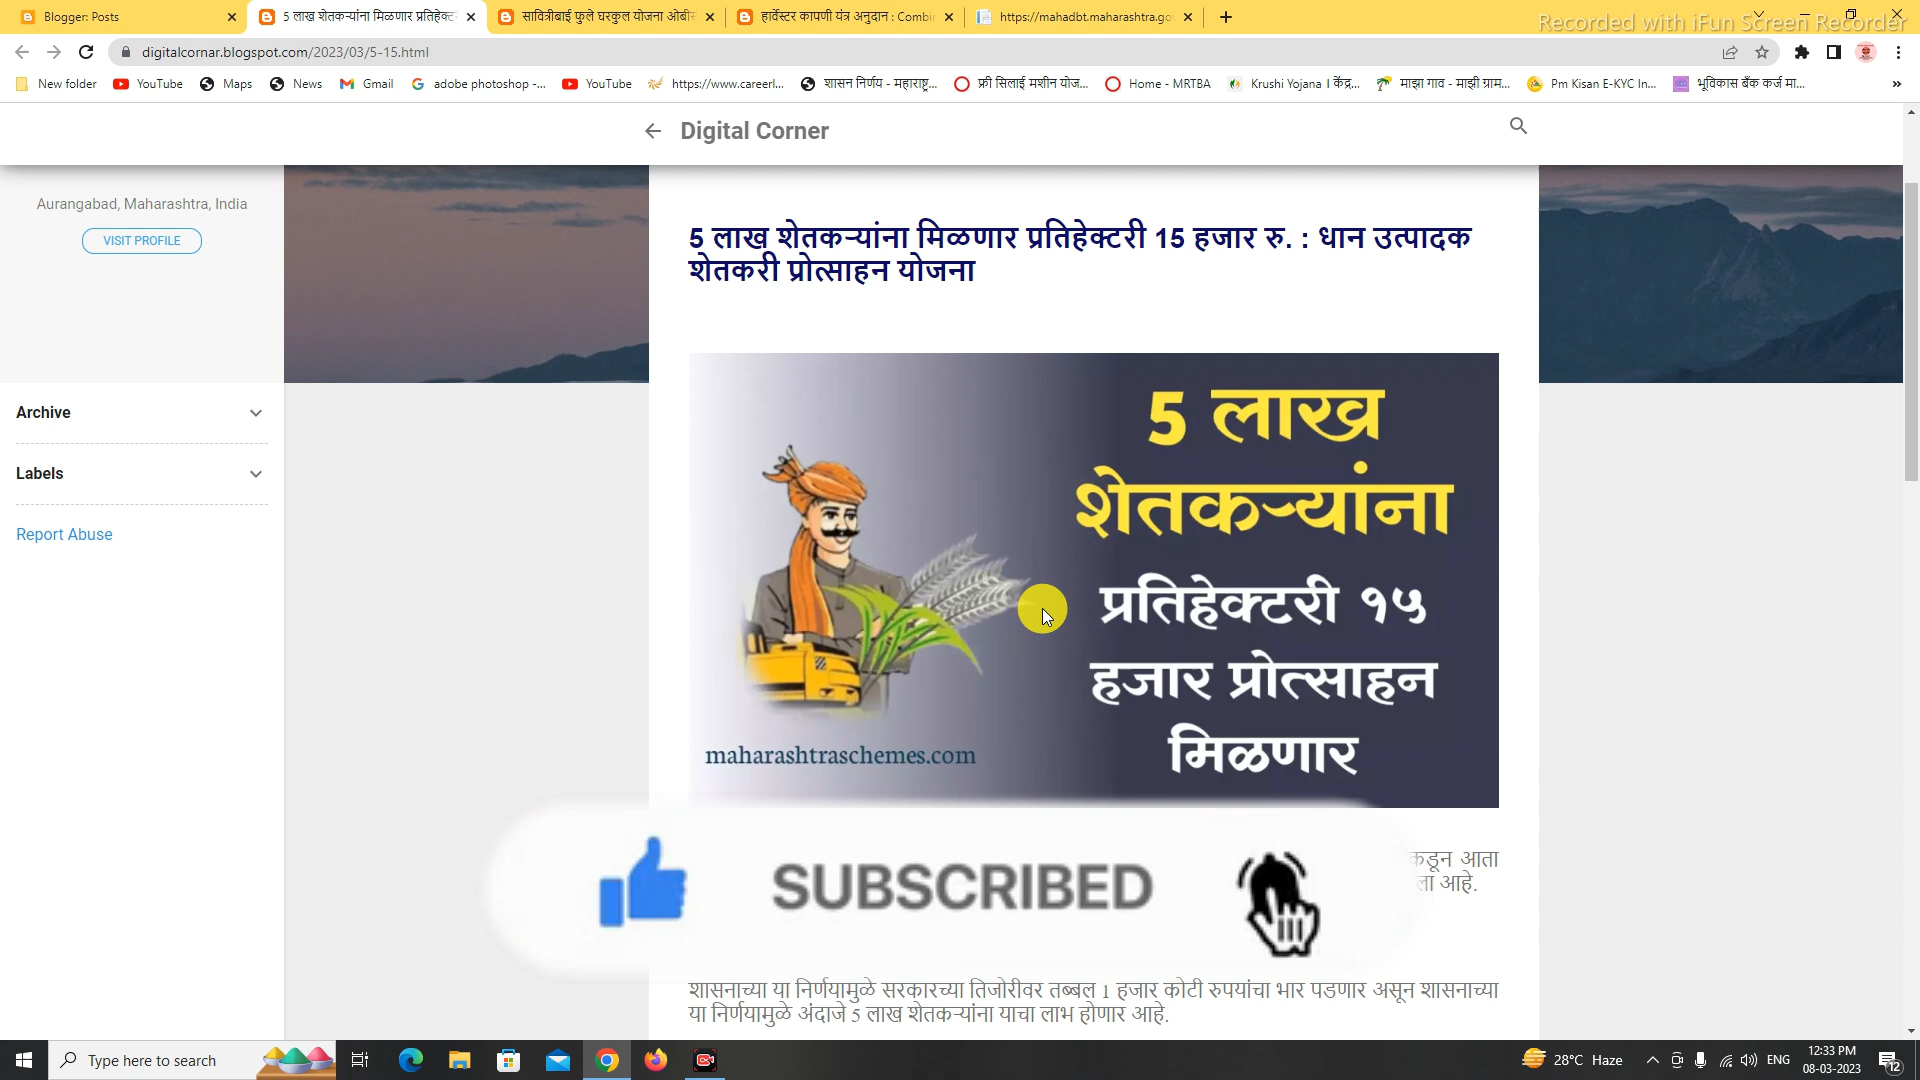 Blogger: Posts
5 लाख शेतकऱ्यांना मिळणार प्रतिहेक्ट
सावित्रीबाई फुले घरकुल योजना ओबीस
हार्वेस्टर कापणी यंत्र अनुदान : Combi
https://mahadbt.maharashtra.go
Recorded with iFun Screen Recorder
digitalcornar.blogspot.com/2023/03/5-15.html
New folder
YouTube
Maps
News
Gmail
adobe photoshop -...
YouTube
https://www.careerl...
शासन निर्णय - महाराष्ट्र...
फ्री सिलाई मशीन योज...
Home - MRTBA
Krushi Yojana । केंद्र...
माझा गाव - माझी ग्राम...
Pm Kisan E-KYC In...
भूविकास बँक कर्ज मा...
Digital Corner
Aurangabad, Maharashtra, India
VISIT PROFILE
Archive
Labels
Report Abuse
5 लाख शेतकऱ्यांना मिळणार प्रतिहेक्टरी 15 हजार रु. : धान उत्पादक
शेतकरी प्रोत्साहन योजना
5 लाख
शेतकऱ्यांना
प्रतिहेक्टरी १५
हजार प्रोत्साहन
मिळणार
maharashtraschemes.com
कडून आता
ला आहे.
SUBSCRIBED
शासनाच्या या निर्णयामुळे सरकारच्या तिजोरीवर तब्बल 1 हजार कोटी रुपयांचा भार पडणार असून शासनाच्या
या निर्णयामुळे अंदाजे 5 लाख शेतकऱ्यांना याचा लाभ होणार आहे.
Type here to search
28°C Haze
ENG
12:33 PM
08-03-2023
12